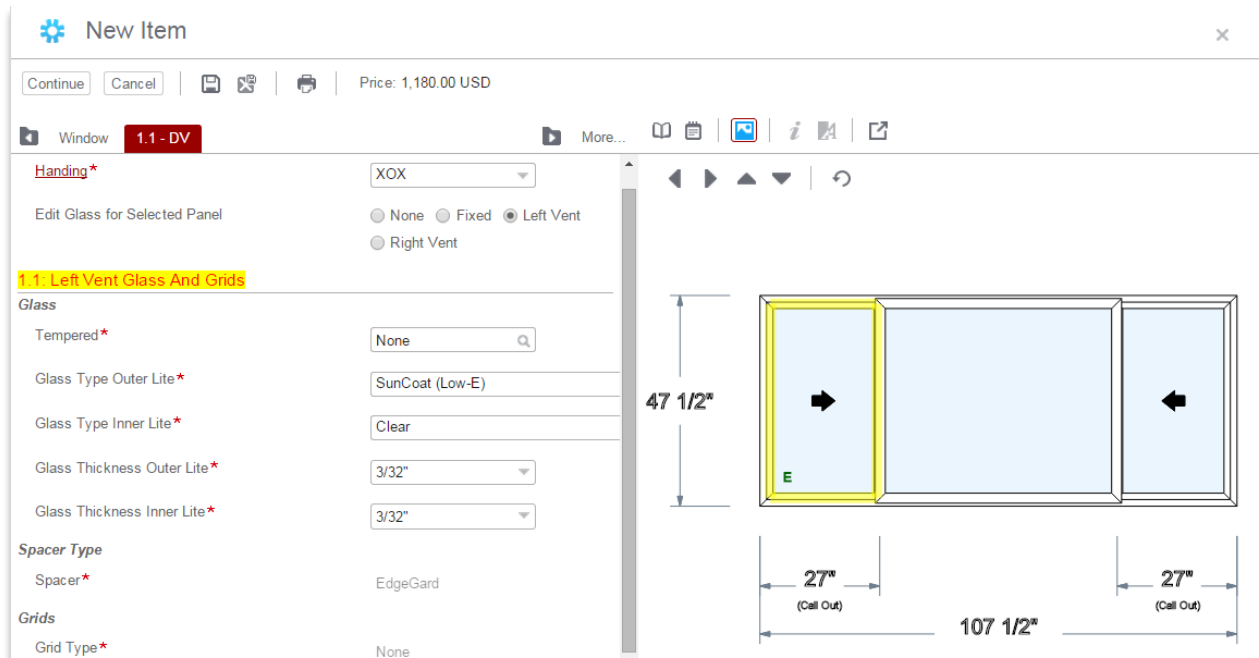 New Item
Continue Cancel Price: 1,180.00 USD
Window 1.1 - DV More...
Handing* XOX
Edit Glass for Selected Panel None Fixed Left Vent
Right Vent
1.1: Left Vent Glass And Grids
Glass
Tempered* None
Glass Type Outer Lite* SunCoat (Low-E)
Glass Type Inner Lite* Clear
Glass Thickness Outer Lite* 3/32"
Glass Thickness Inner Lite* 3/32"
Spacer Type
Spacer* EdgeGard
Grids
Grid Type* None
47 1/2"
E
27" 27"
(Call Out) (Call Out)
107 1/2"